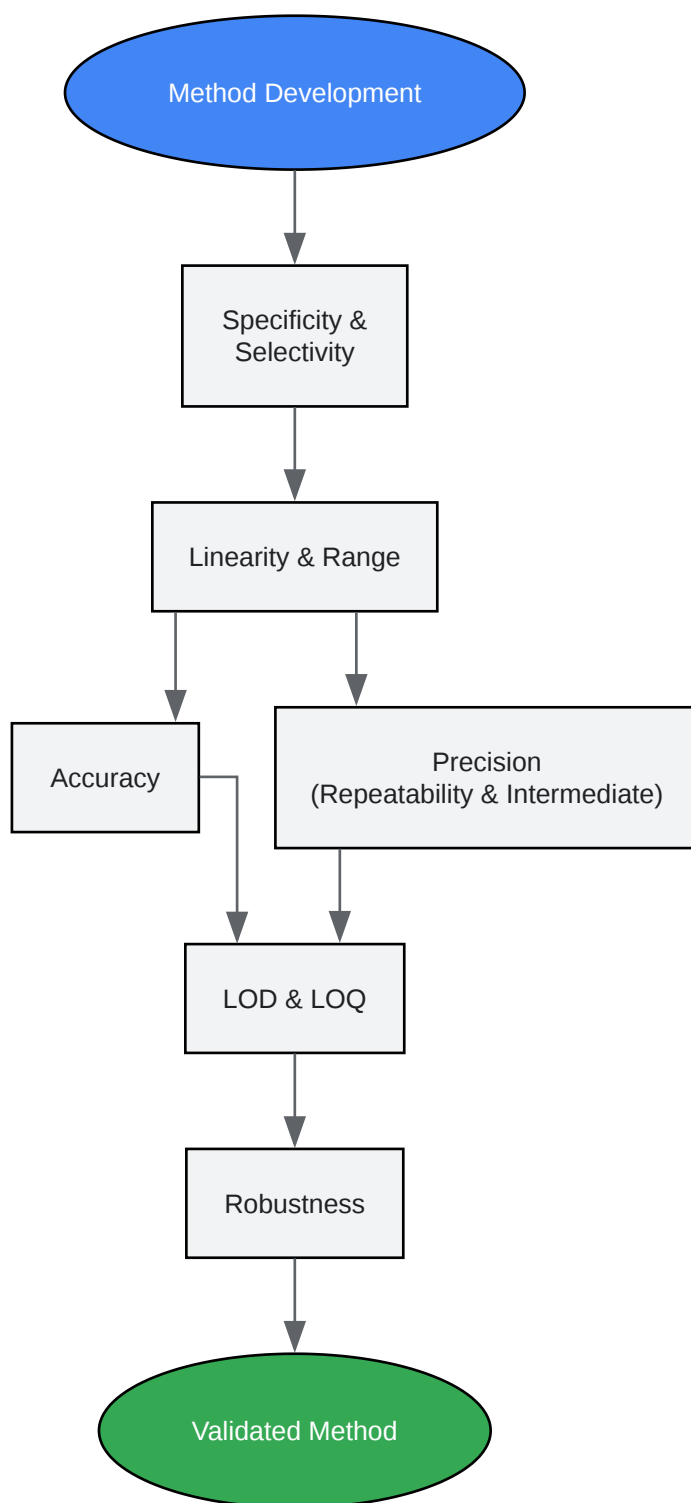 Method Development
Specificity &
Selectivity
Linearity & Range
Accuracy
Precision
(Repeatability & Intermediate)
LOD & LOQ
Robustness
Validated Method